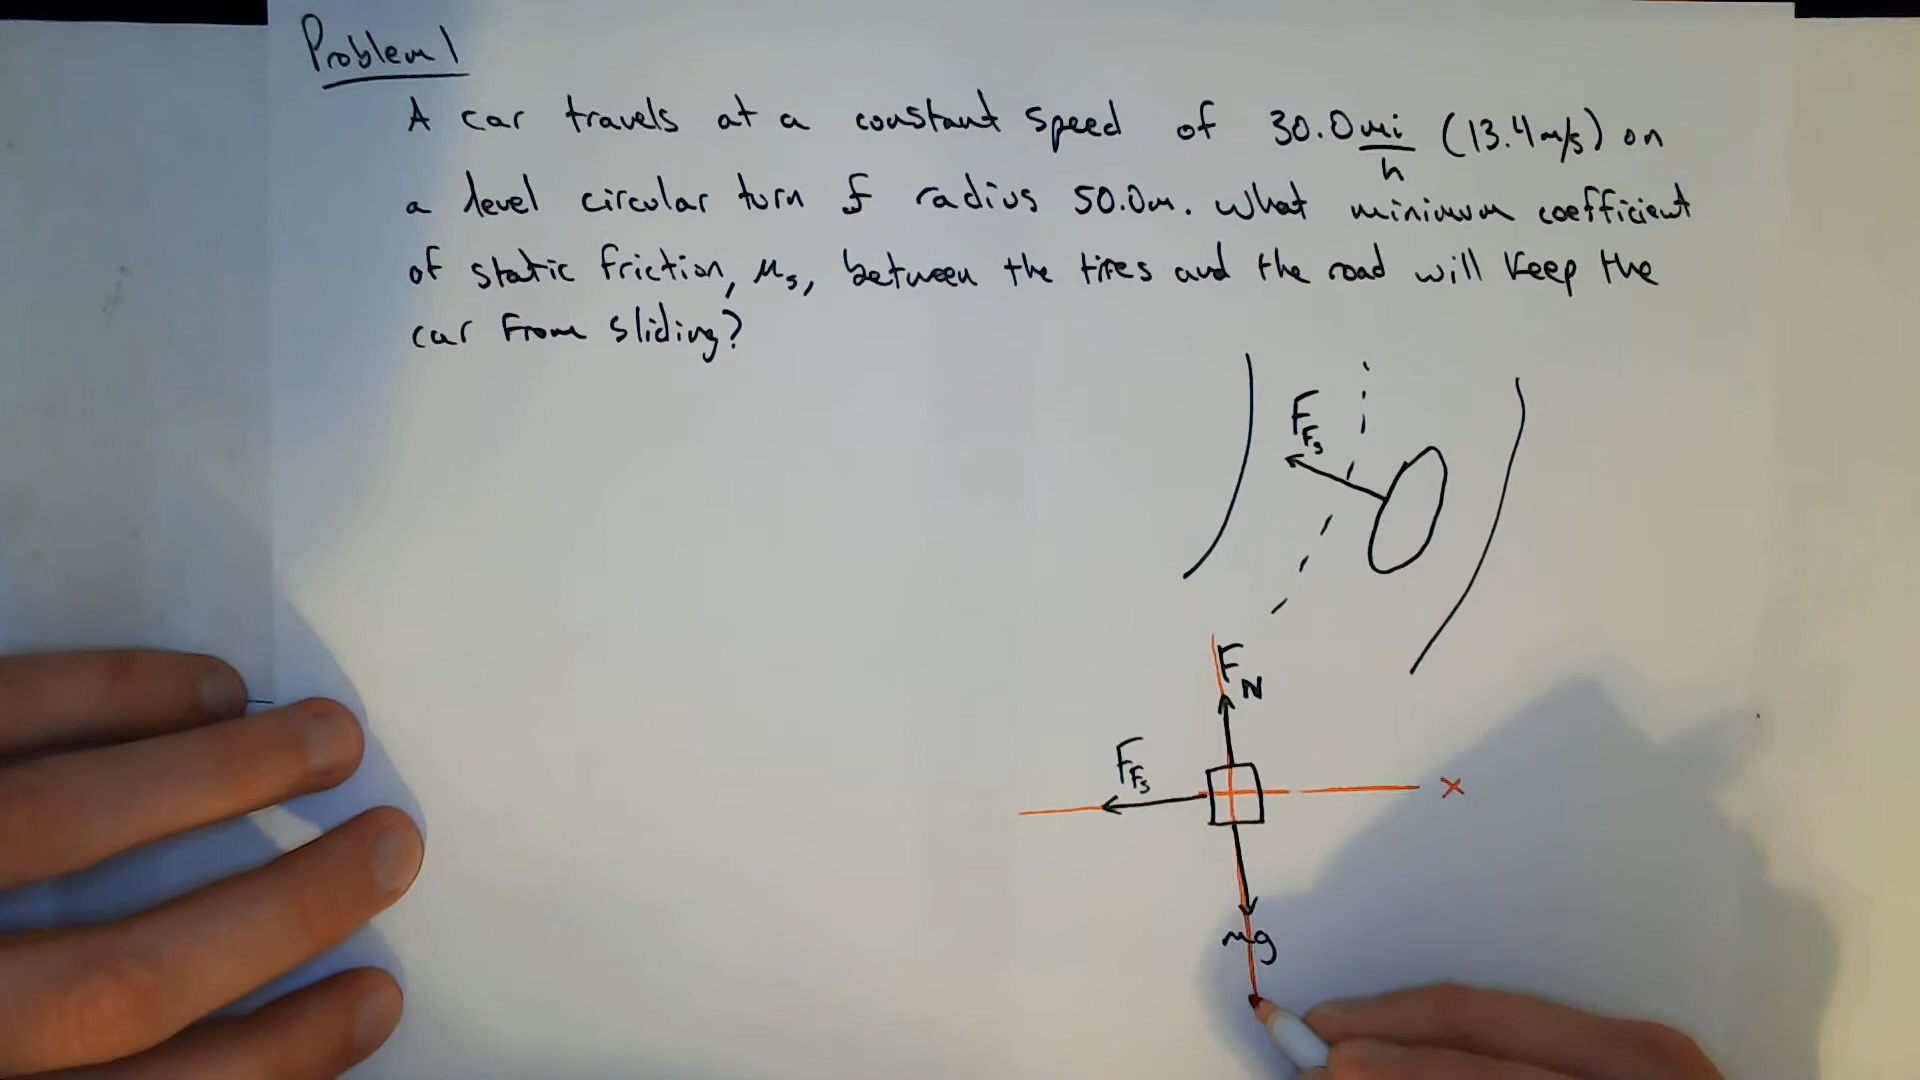 Problem 1
A car travels at a constant speed of 30.0 mi/h (13.4 m/s) on
a level circular turn of radius 50.0m. What minimum coefficient
of static friction, μs, between the tires and the road will keep the
car from sliding?
FFs
FN
FFs
x
mg